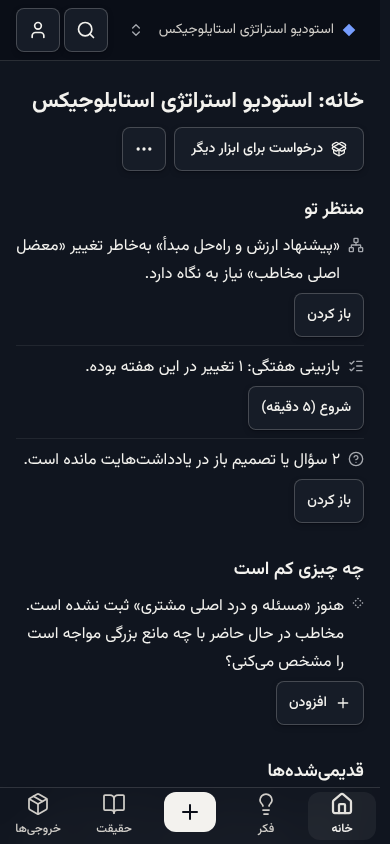 استودیو استراتژی استایلوجیکس
خانه: استودیو استراتژی استایلوجیکس
درخواست برای ابزار دیگر
منتظر تو
«پیشنهاد ارزش و راه‌حل مبدأ» به‌خاطر تغییر «معضل
اصلی مخاطب» نیاز به نگاه دارد.
باز کردن
بازبینی هفتگی: ۱ تغییر در این هفته بوده.
شروع (۵ دقیقه)
۲ سؤال یا تصمیم باز در یادداشت‌هایت مانده است.
باز کردن
چه چیزی کم است
هنوز «مسئله و درد اصلی مشتری» ثبت نشده است.
مخاطب در حال حاضر با چه مانع بزرگی مواجه است
را مشخص می‌کنی؟
افزودن
قدیمی‌شده‌ها
خانه
فکر
حقیقت
خروجی‌ها